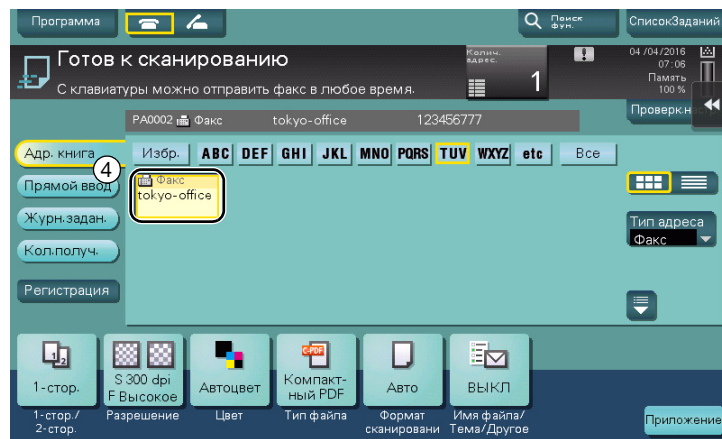 Программа
Поиск
фун.
СписокЗаданий
Готов к сканированию
С клавиатуры можно отправить факс в любое время.
Колич.
адрес.
1
04/04/2016
07:06
Память
100 %
PA0002 Факс tokyo-office 123456777
Проверк.н
Адр. книга
Избр. ABC DEF GHI JKL MNO PQRS TUV WXYZ etc Все
4
Прямой ввод
Факс
tokyo-office
Журн.задан.
Тип адреса
Факс
Кол.получ.
Регистрация
1-стор.
S 300 dpi
F Высокое
Автоцвет
C-PDF
Компакт-
ный PDF
Авто
ВЫКЛ
1-стор./
2-стор.
Разрешение
Цвет
Тип файла
Формат
сканировани
Имя файла/
Тема/Другое
Приложение